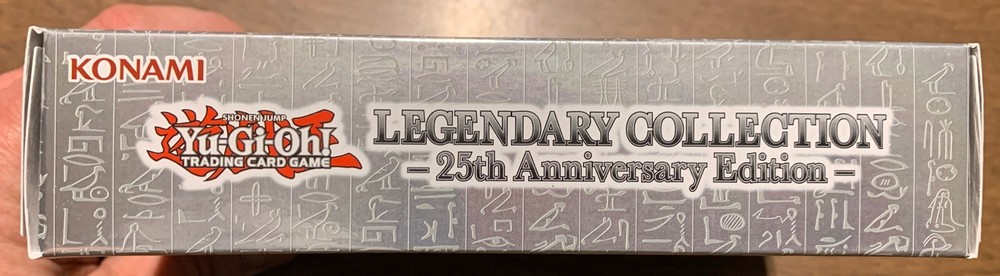 KONAMI
SHONEN JUMP
Yu-Gi-Oh!
TRADING CARD GAME
LEGENDARY COLLECTION
– 25th Anniversary Edition –